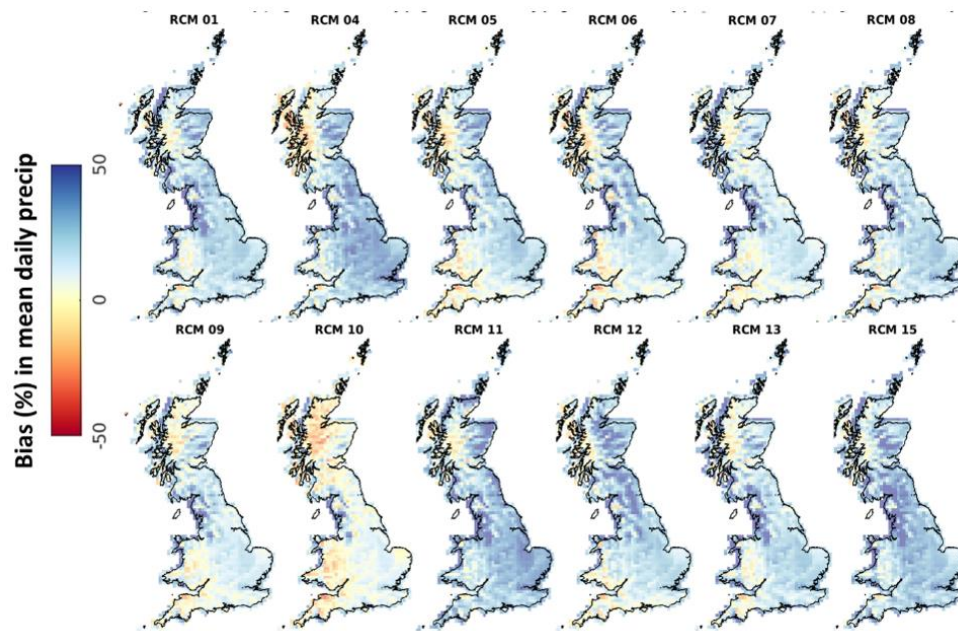 RCM 01 RCM 04 RCM 05 RCM 06 RCM 07 RCM 08
Bias (%) in mean daily precip
50
0
-50
RCM 09 RCM 10 RCM 11 RCM 12 RCM 13 RCM 15